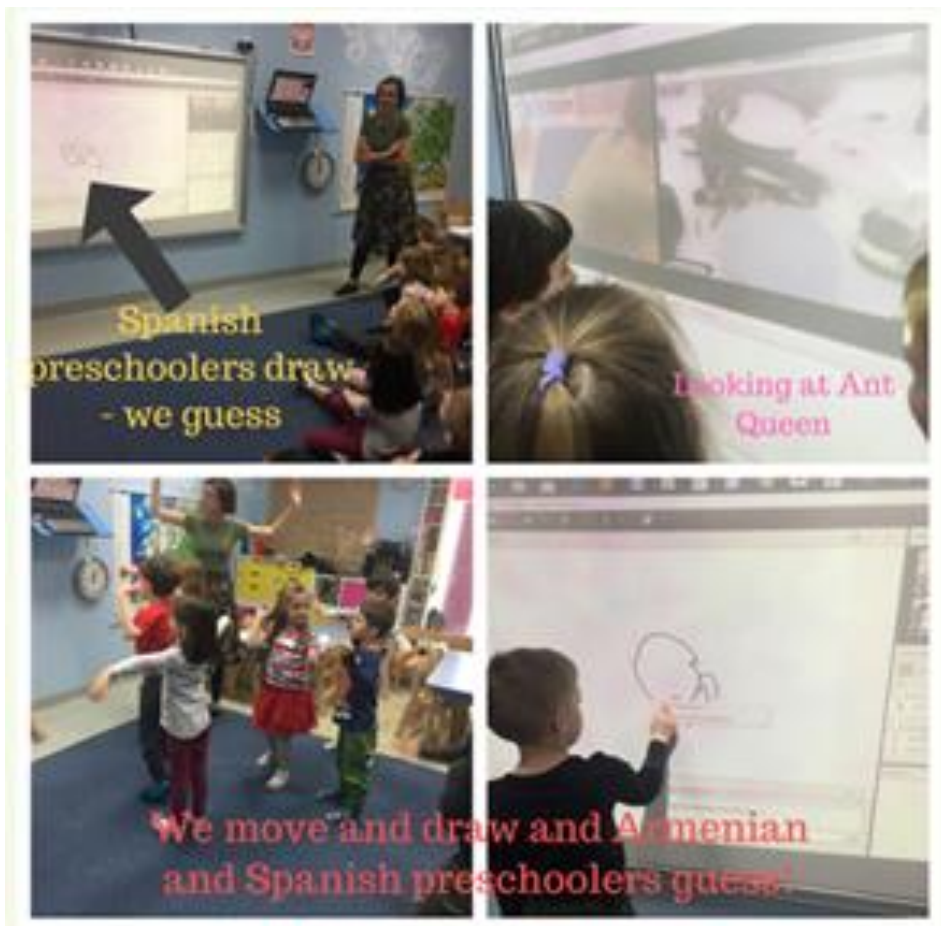 Spanish
preschoolers draw
- we guess
Looking at Ant
Queen
We move and draw and Armenian
and Spanish preschoolers guess!